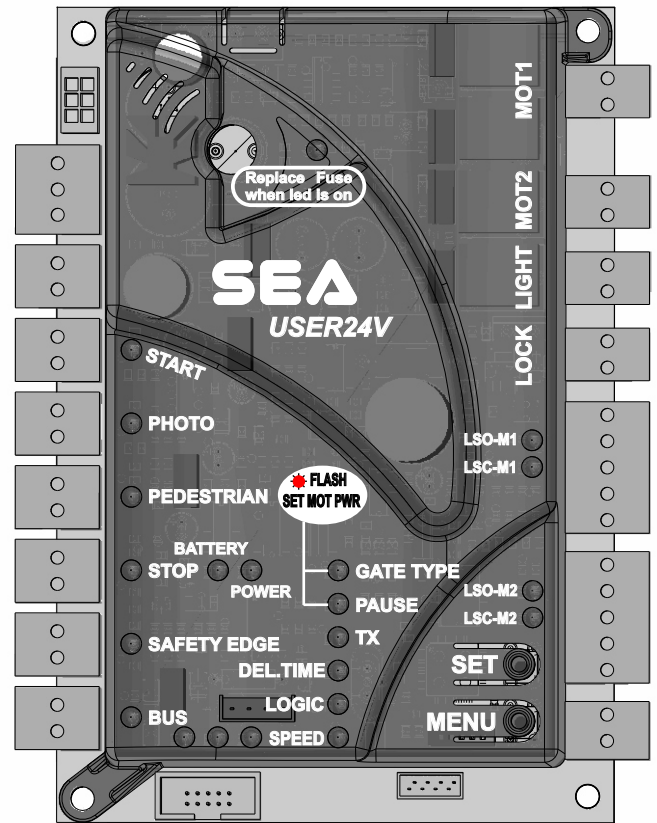 MOT1
Replace Fuse
when led is on
MOT2
SEA
USER24V
LIGHT
LOCK
START
PHOTO
LSO-M1
LSC-M1
PEDESTRIAN
FLASH
SET MOT PWR
BATTERY
STOP
POWER
GATE TYPE
PAUSE
LSO-M2
LSC-M2
SAFETY EDGE
TX
DEL.TIME
SET
LOGIC
BUS
MENU
SPEED